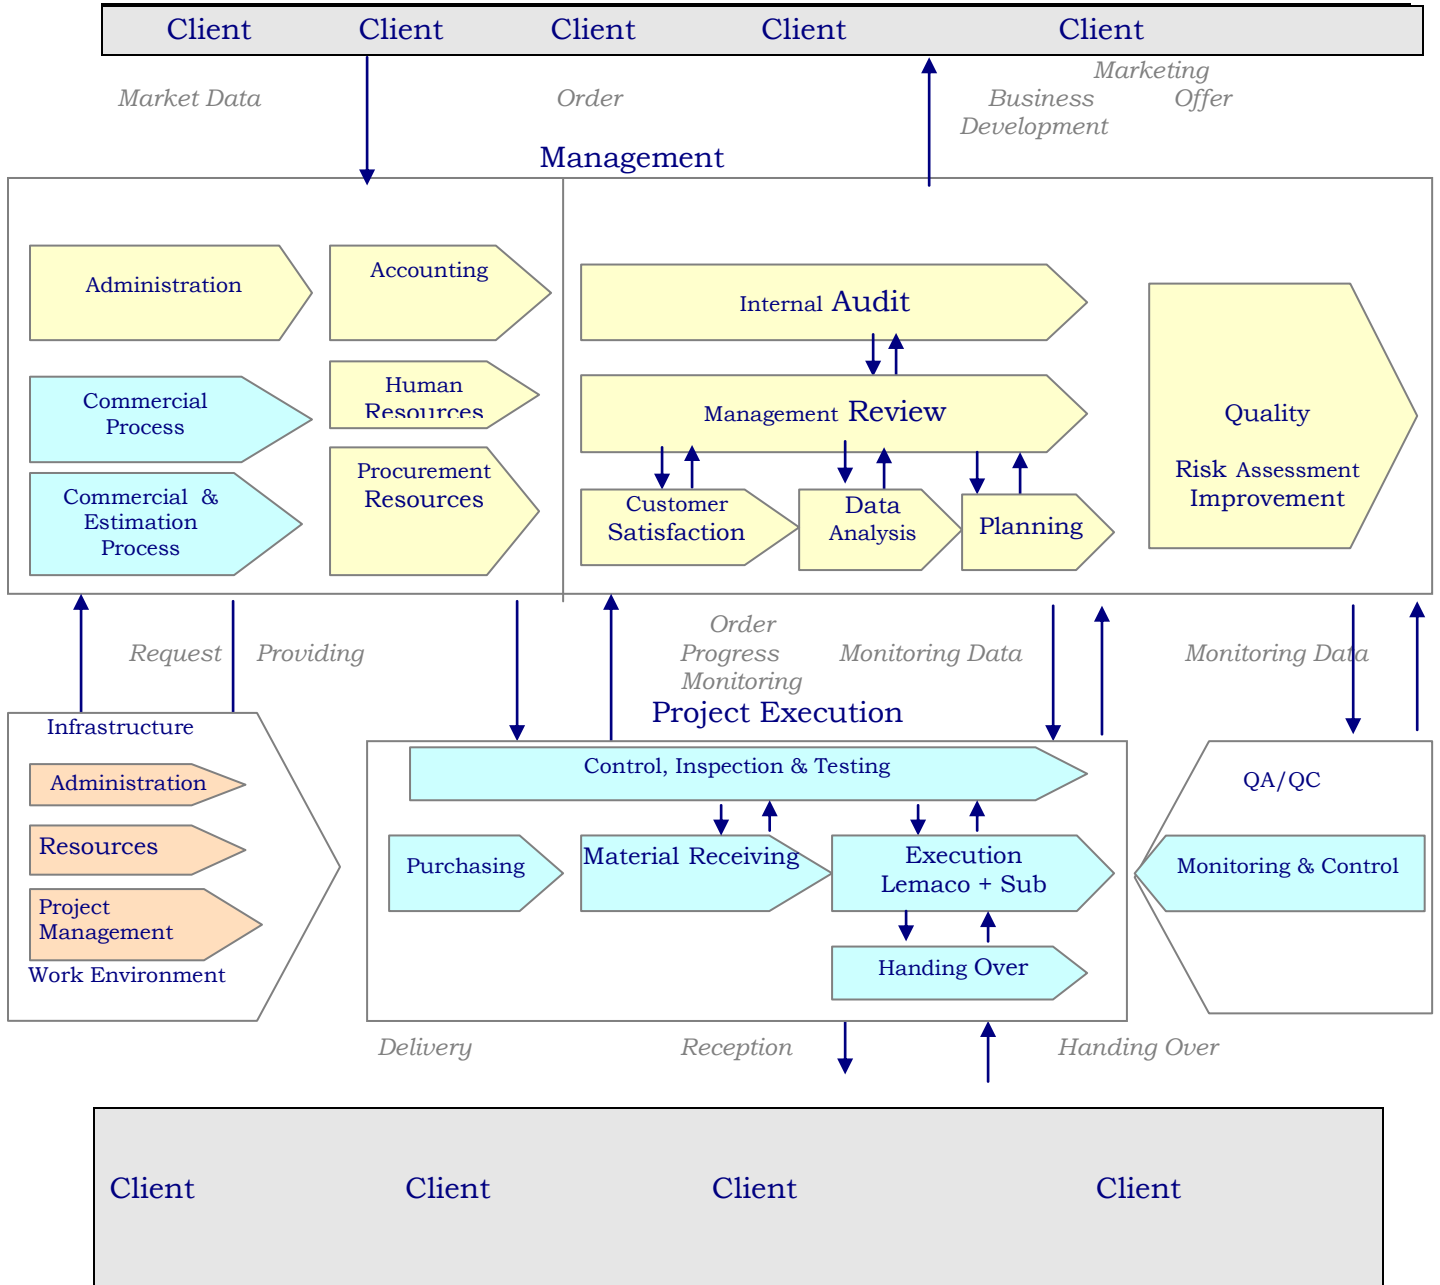 Client Client Client Client Client
Marketing
Market Data Order Business Offer
Development
Management
Administration
Accounting
Internal Audit
Commercial
Process
Human
Resources
Management Review
Quality
Risk Assessment
Improvement
Commercial &
Estimation
Process
Procurement
Resources
Customer
Satisfaction
Data
Analysis
Planning
Request Providing
Order
Progress
Monitoring
Monitoring Data
Monitoring Data
Project Execution
Infrastructure
Administration
Resources
Project
Management
Work Environment
Control, Inspection & Testing
Purchasing
Material Receiving
Execution
Lemaco + Sub
Handing Over
QA/QC
Monitoring & Control
Delivery Reception Handing Over
Client Client Client Client